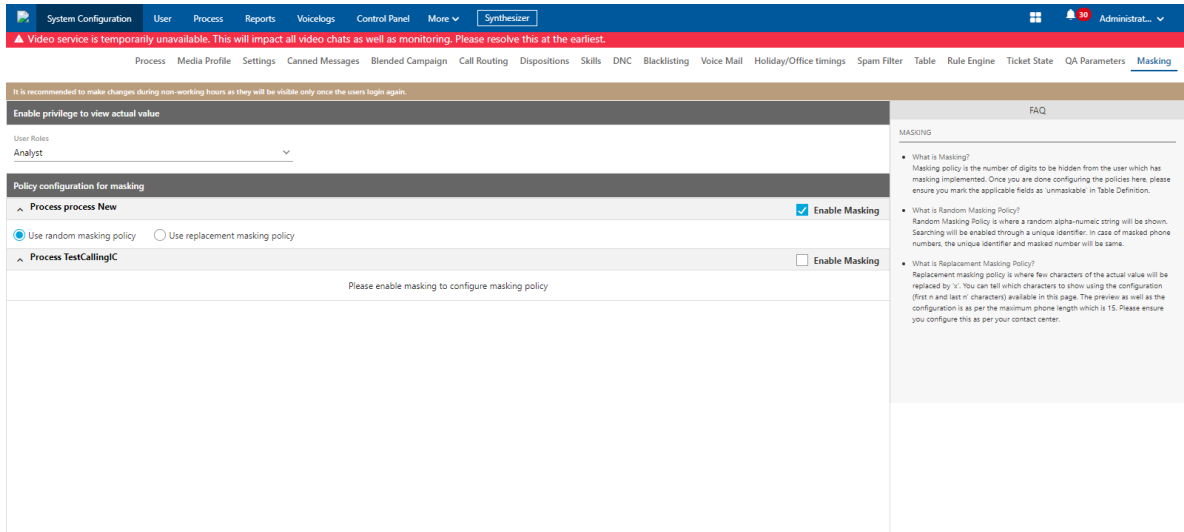 System Configuration User Process Reports Voicelogs Control Panel More Synthesizer 30 Administrat...
Video service is temporarily unavailable. This will impact all video chats as well as monitoring. Please resolve this at the earliest.
Process Media Profile Settings Canned Messages Blended Campaign Call Routing Dispositions Skills DNC Blacklisting Voice Mail Holiday/Office timings Spam Filter Table Rule Engine Ticket State QA Parameters Masking
It is recommended to make changes during non-working hours as they will be visible only once the users login again.
Enable privilege to view actual value
User Roles
Analyst
Policy configuration for masking
Process process New Enable Masking
Use random masking policy Use replacement masking policy
Process TestCallingIC Enable Masking
Please enable masking to configure masking policy
FAQ
MASKING
What is Masking?
Masking policy is the number of digits to be hidden from the user which has
masking implemented. Once you are done configuring the policies here, please
ensure you mark the applicable fields as 'unmaskable' in Table Definition.
What is Random Masking Policy?
Random Masking Policy is where a random alpha-numeic string will be shown.
Searching will be enabled through a unique identifier. In case of masked phone
numbers, the unique identifier and masked number will be same.
What is Replacement Masking Policy?
Replacement masking policy is where few characters of the actual value will be
replaced by 'x'. You can tell which characters to show using the configuration
(first n and last n' characters) available in this page. The preview as well as the
configuration is as per the maximum phone length which is 15. Please ensure
you configure this as per your contact center.